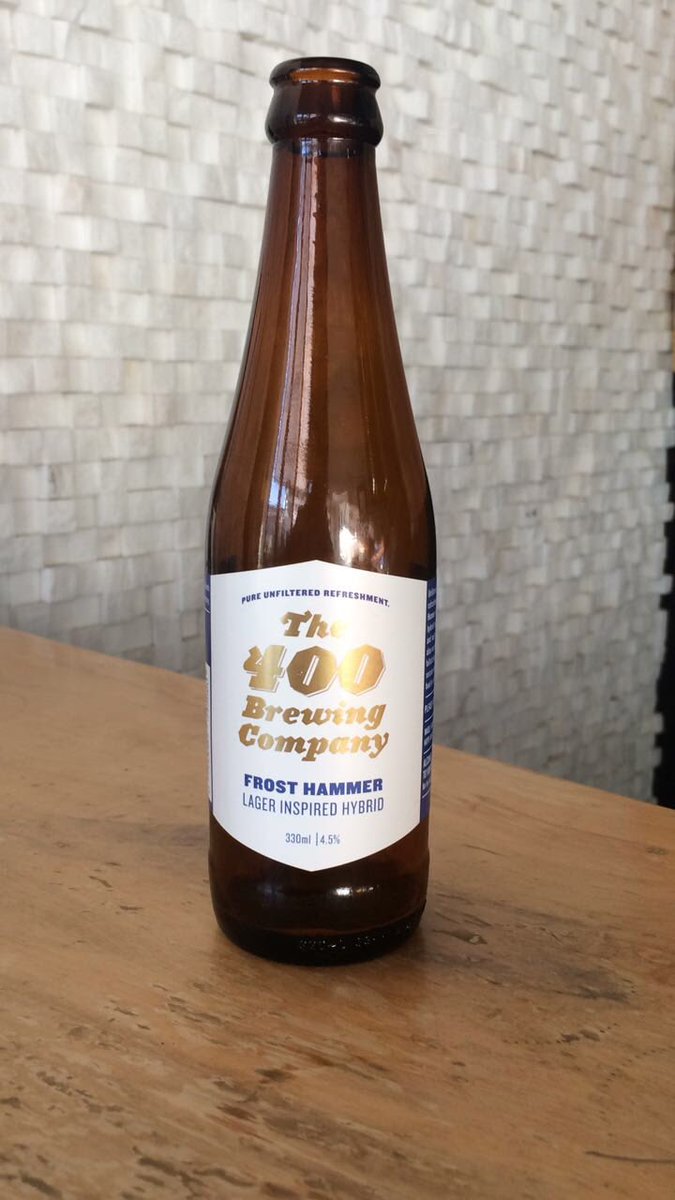 PURE UNFILTERED REFRESHMENT.
The
400
Brewing
Company
FROST HAMMER
LAGER INSPIRED HYBRID
330ml | 4.5%